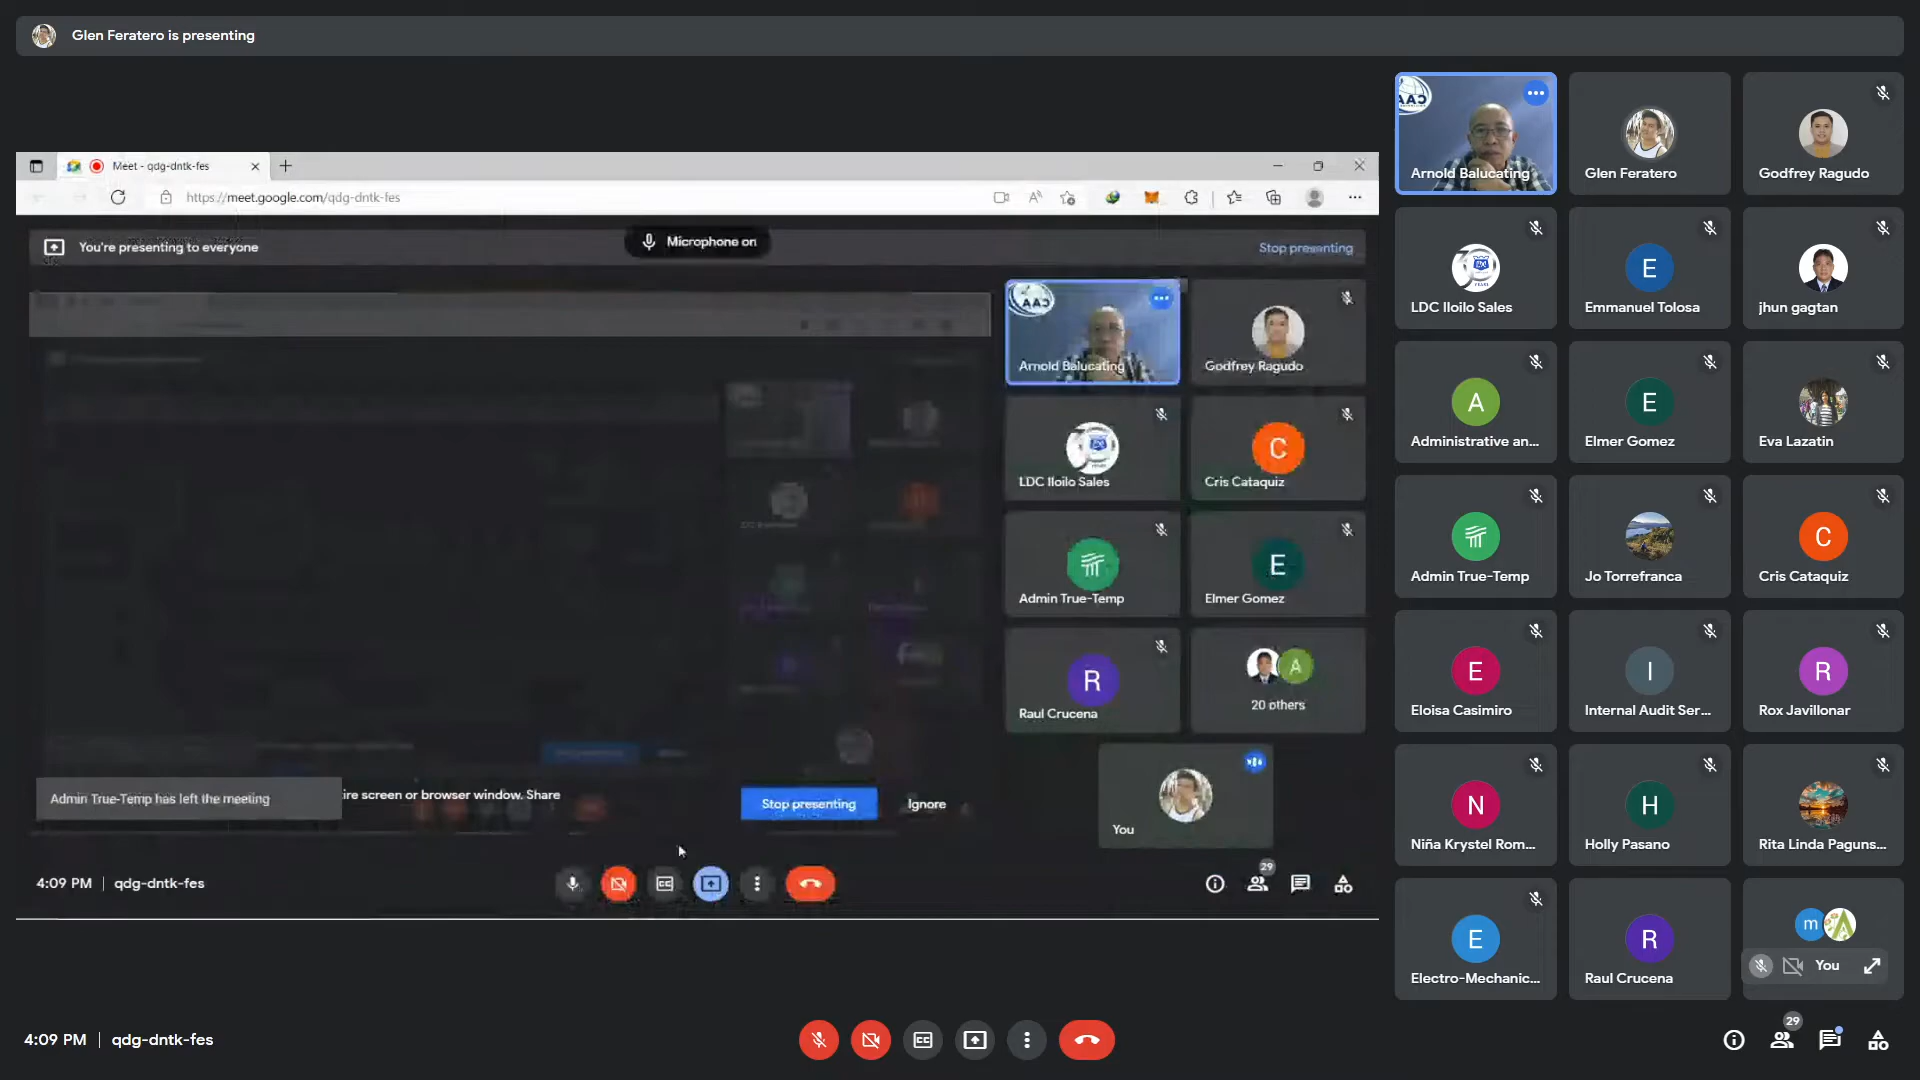 Glen Feratero is presenting
Meet - qdg-dntk-fes
https://meet.google.com/qdg-dntk-fes
You're presenting to everyone
Microphone on
Stop presenting
Arnold Balucating
Godfrey Ragudo
LDC Iloilo Sales
Cris Cataquiz
Admin True-Temp
Elmer Gomez
Raul Crucena
20 others
You
Admin True-Temp has left the meeting
ire screen or browser window. Share
Stop presenting
Ignore
4:09 PM | qdg-dntk-fes
29
CAA
Arnold Balucating
Glen Feratero
Godfrey Ragudo
LDC Iloilo Sales
E
Emmanuel Tolosa
jhun gagtan
A
Administrative an...
E
Elmer Gomez
Eva Lazatin
Admin True-Temp
Jo Torrefranca
C
Cris Cataquiz
E
Eloisa Casimiro
I
Internal Audit Ser...
R
Rox Javillonar
N
Niña Krystel Rom...
H
Holly Pasano
Rita Linda Paguns...
E
Electro-Mechanic...
R
Raul Crucena
m
You
4:09 PM | qdg-dntk-fes
29